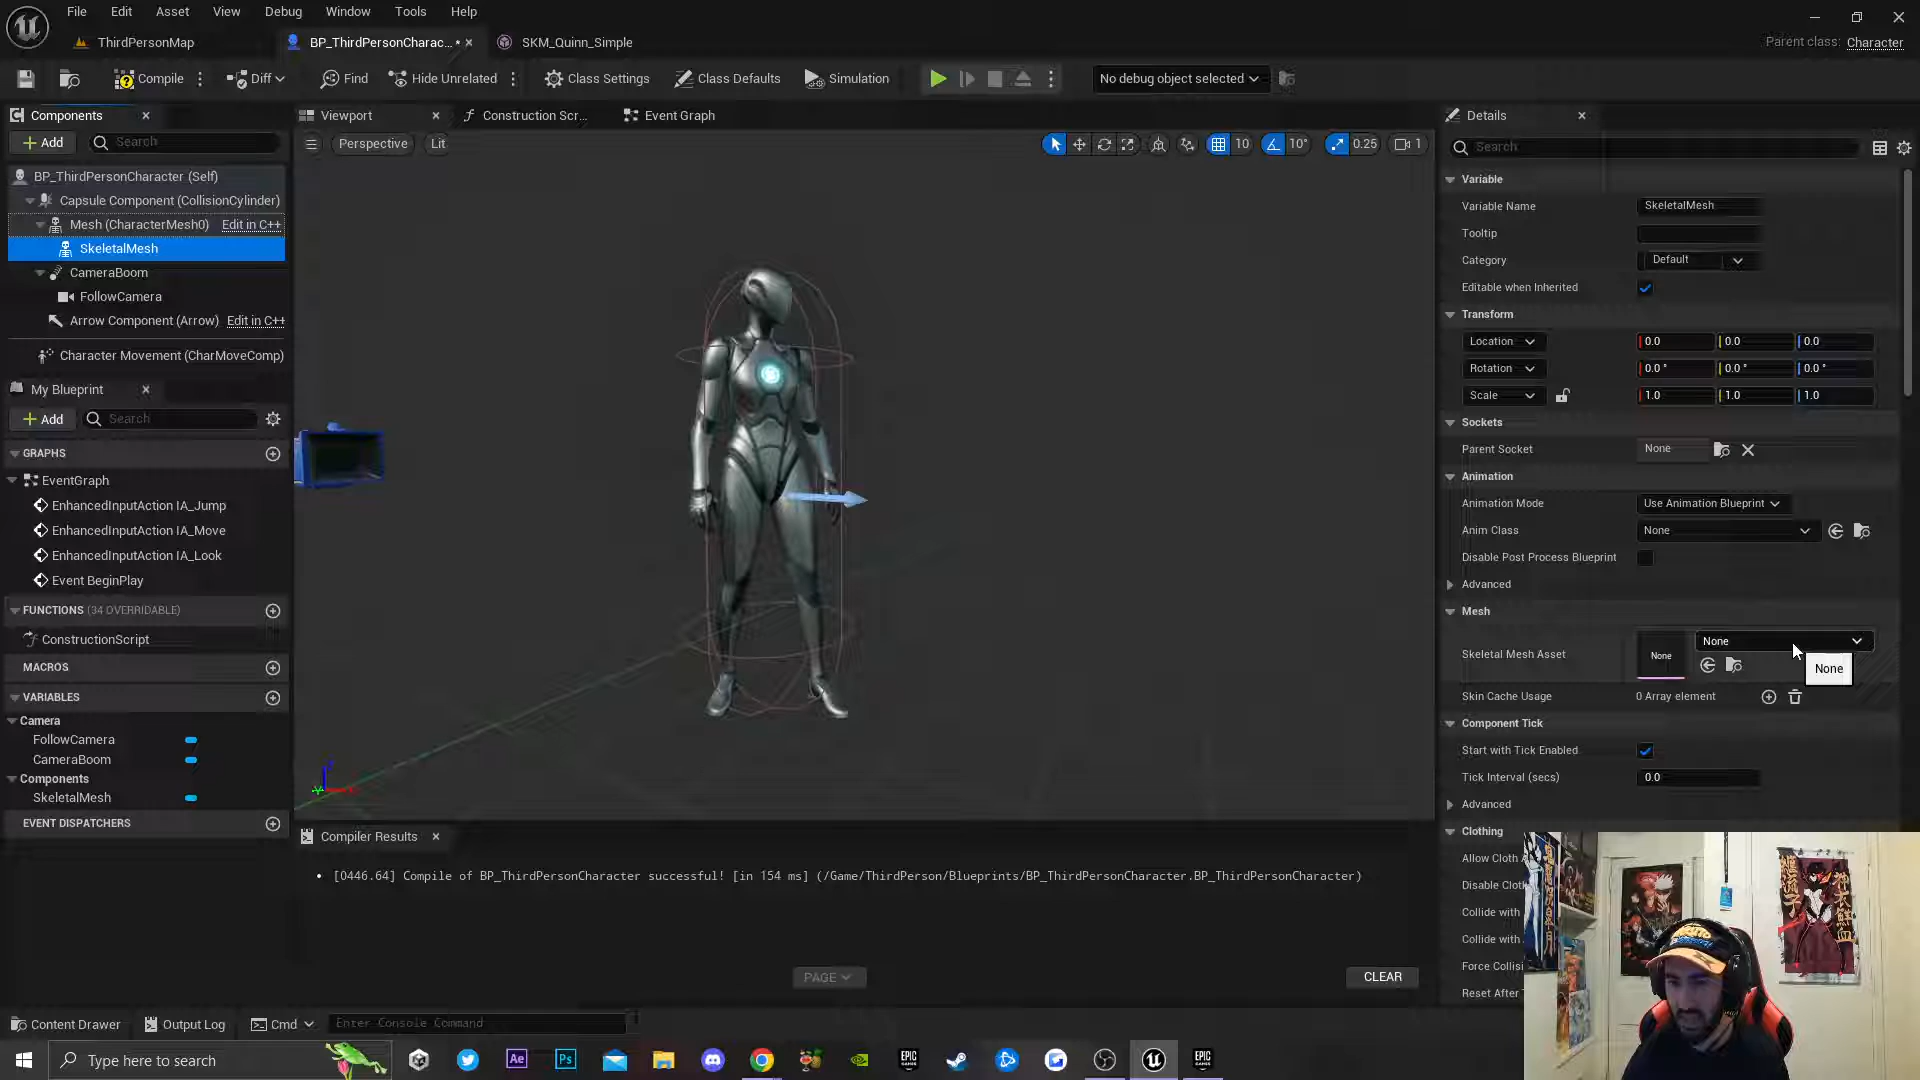 File Edit Asset View Debug Window Tools Help
ThirdPersonMap
BP_ThirdPersonCharac... *
SKM_Quinn_Simple
Parent class: Character
Compile
Diff
Find
Hide Unrelated
Class Settings
Class Defaults
Simulation
No debug object selected
Components
Add
Search
BP_ThirdPersonCharacter (Self)
Capsule Component (CollisionCylinder)
Mesh (CharacterMesh0) Edit in C++
SkeletalMesh
CameraBoom
FollowCamera
Arrow Component (Arrow) Edit in C++
Character Movement (CharMoveComp)
My Blueprint
Add
Search
GRAPHS
EventGraph
EnhancedInputAction IA_Jump
EnhancedInputAction IA_Move
EnhancedInputAction IA_Look
Event BeginPlay
FUNCTIONS (34 OVERRIDABLE)
ConstructionScript
MACROS
VARIABLES
Camera
FollowCamera
CameraBoom
Components
SkeletalMesh
EVENT DISPATCHERS
Viewport
Construction Scr...
Event Graph
Perspective
Lit
10
10°
0.25
1
Compiler Results
[0446.64] Compile of BP_ThirdPersonCharacter successful! [in 154 ms] (/Game/ThirdPerson/Blueprints/BP_ThirdPersonCharacter.BP_ThirdPersonCharacter)
PAGE
CLEAR
Details
Search
Variable
Variable Name SkeletalMesh
Tooltip
Category Default
Editable when Inherited
Transform
Location 0.0 0.0 0.0
Rotation 0.0 ° 0.0 ° 0.0 °
Scale 1.0 1.0 1.0
Sockets
Parent Socket None
Animation
Animation Mode Use Animation Blueprint
Anim Class None
Disable Post Process Blueprint
Advanced
Mesh
Skeletal Mesh Asset None None
None
Skin Cache Usage 0 Array element
Component Tick
Start with Tick Enabled
Tick Interval (secs) 0.0
Advanced
Clothing
Allow Cloth A
Disable Clot
Collide with
Collide with
Force Collisi
Reset After T
Content Drawer
Output Log
Cmd
Enter Console Command
Type here to search
Ae
Ps
EPIC GAMES
EPIC GAMES